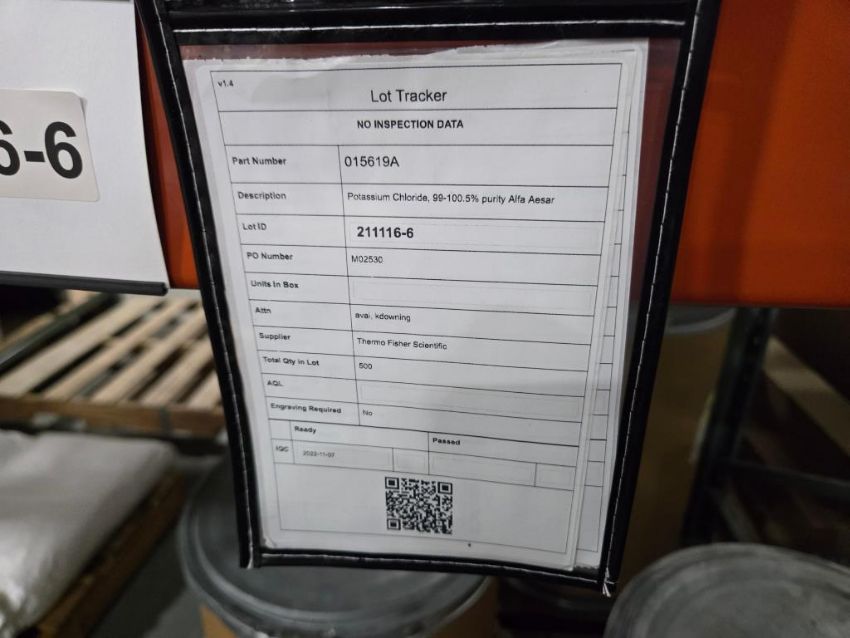 6-6
v1.4
Lot Tracker
NO INSPECTION DATA
Part Number 015619A
Description Potassium Chloride, 99-100.5% purity Alfa Aesar
Lot ID 211116-6
PO Number M02530
Units In Box
Attn avai, kdowning
Supplier Thermo Fisher Scientific
Total Qty in Lot 500
AQL
Engraving Required No
Ready Passed
IQC 2022-11-07